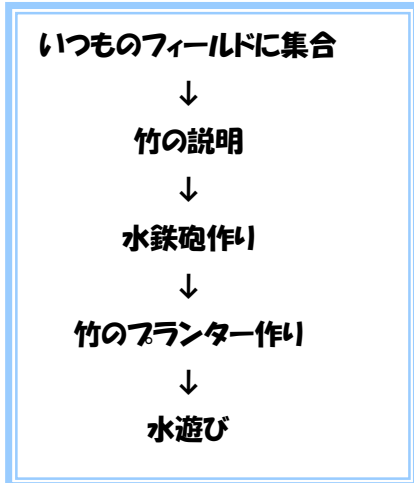 いつものフィールドに集合
↓
竹の説明
↓
水鉄砲作り
↓
竹のプランター作り
↓
水遊び